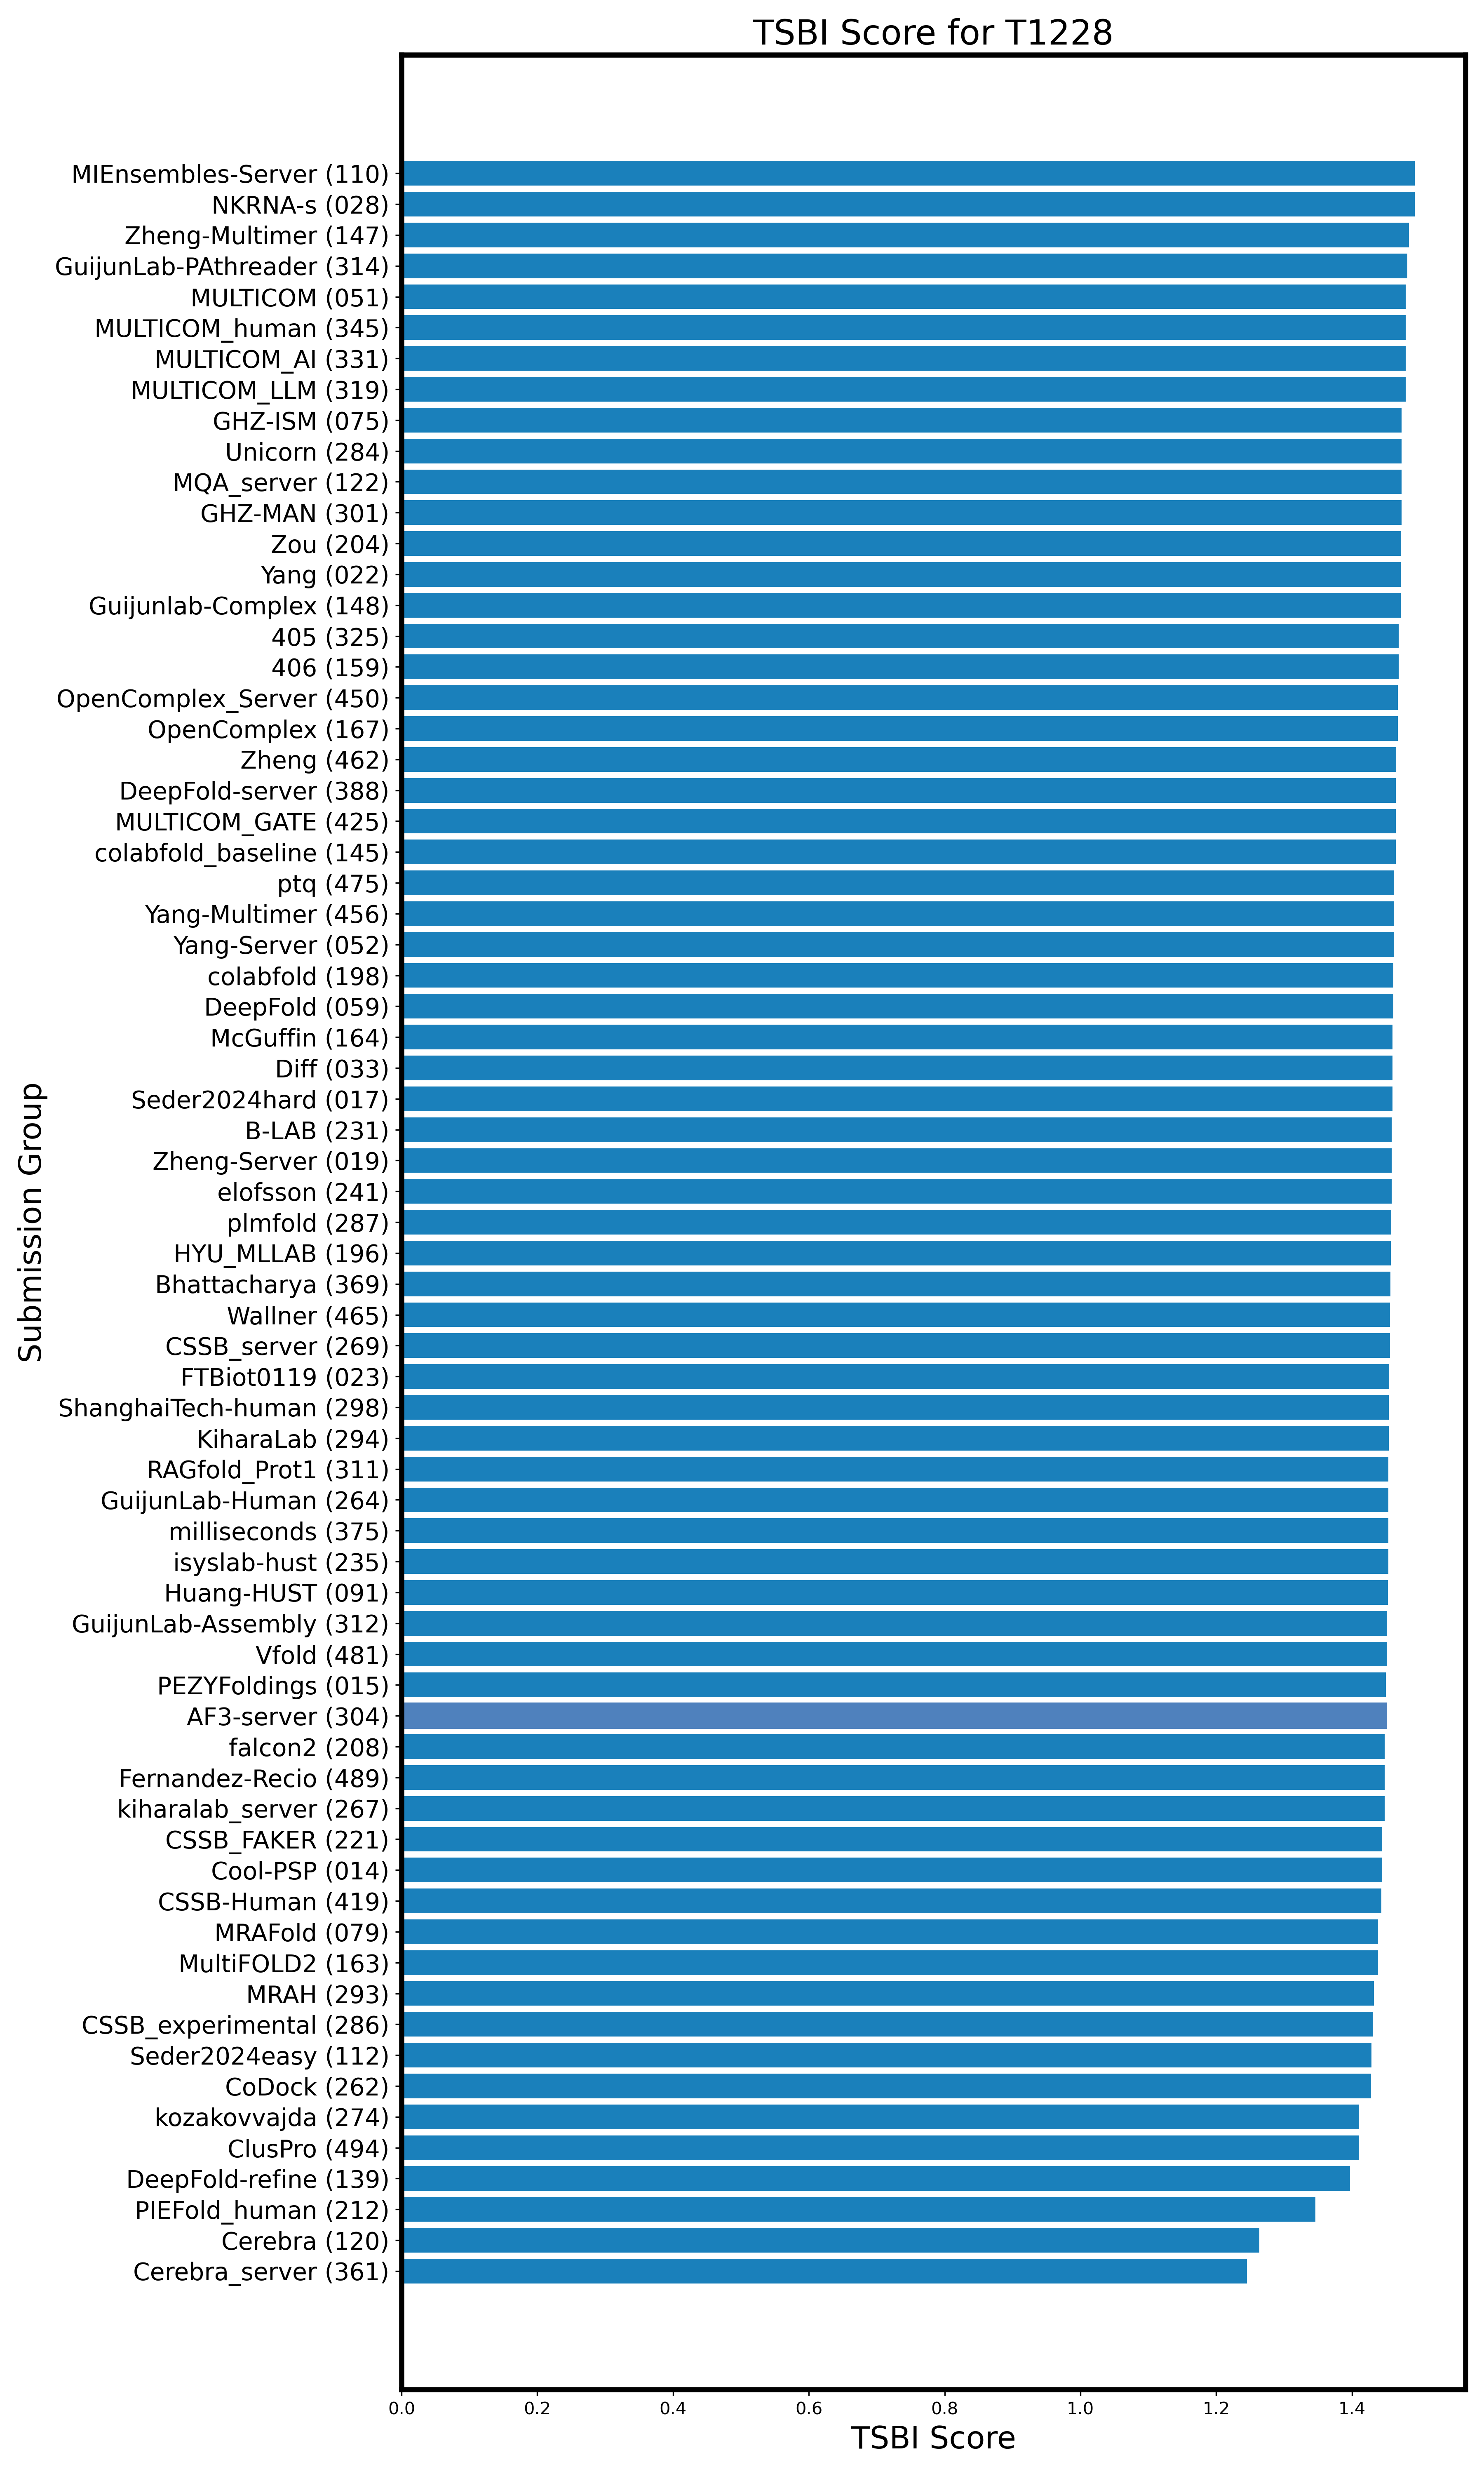 TSBI Score for T1228
MIEnsembles-Server (110)
NKRNA-s (028)
Zheng-Multimer (147)
GuijunLab-PAthreader (314)
MULTICOM (051)
MULTICOM_human (345)
MULTICOM_AI (331)
MULTICOM_LLM (319)
GHZ-ISM (075)
Unicorn (284)
MQA_server (122)
GHZ-MAN (301)
Zou (204)
Yang (022)
Guijunlab-Complex (148)
405 (325)
406 (159)
OpenComplex_Server (450)
OpenComplex (167)
Zheng (462)
DeepFold-server (388)
MULTICOM_GATE (425)
colabfold_baseline (145)
ptq (475)
Yang-Multimer (456)
Yang-Server (052)
colabfold (198)
DeepFold (059)
McGuffin (164)
Diff (033)
Seder2024hard (017)
B-LAB (231)
Zheng-Server (019)
elofsson (241)
plmfold (287)
HYU_MLLAB (196)
Bhattacharya (369)
Wallner (465)
CSSB_server (269)
FTBiot0119 (023)
ShanghaiTech-human (298)
KiharaLab (294)
RAGfold_Prot1 (311)
GuijunLab-Human (264)
milliseconds (375)
isyslab-hust (235)
Huang-HUST (091)
GuijunLab-Assembly (312)
Vfold (481)
PEZYFoldings (015)
AF3-server (304)
falcon2 (208)
Fernandez-Recio (489)
kiharalab_server (267)
CSSB_FAKER (221)
Cool-PSP (014)
CSSB-Human (419)
MRAFold (079)
MultiFOLD2 (163)
MRAH (293)
CSSB_experimental (286)
Seder2024easy (112)
CoDock (262)
kozakovvajda (274)
ClusPro (494)
DeepFold-refine (139)
PIEFold_human (212)
Cerebra (120)
Cerebra_server (361)
Submission Group
0.0 0.2 0.4 0.6 0.8 1.0 1.2 1.4
TSBI Score